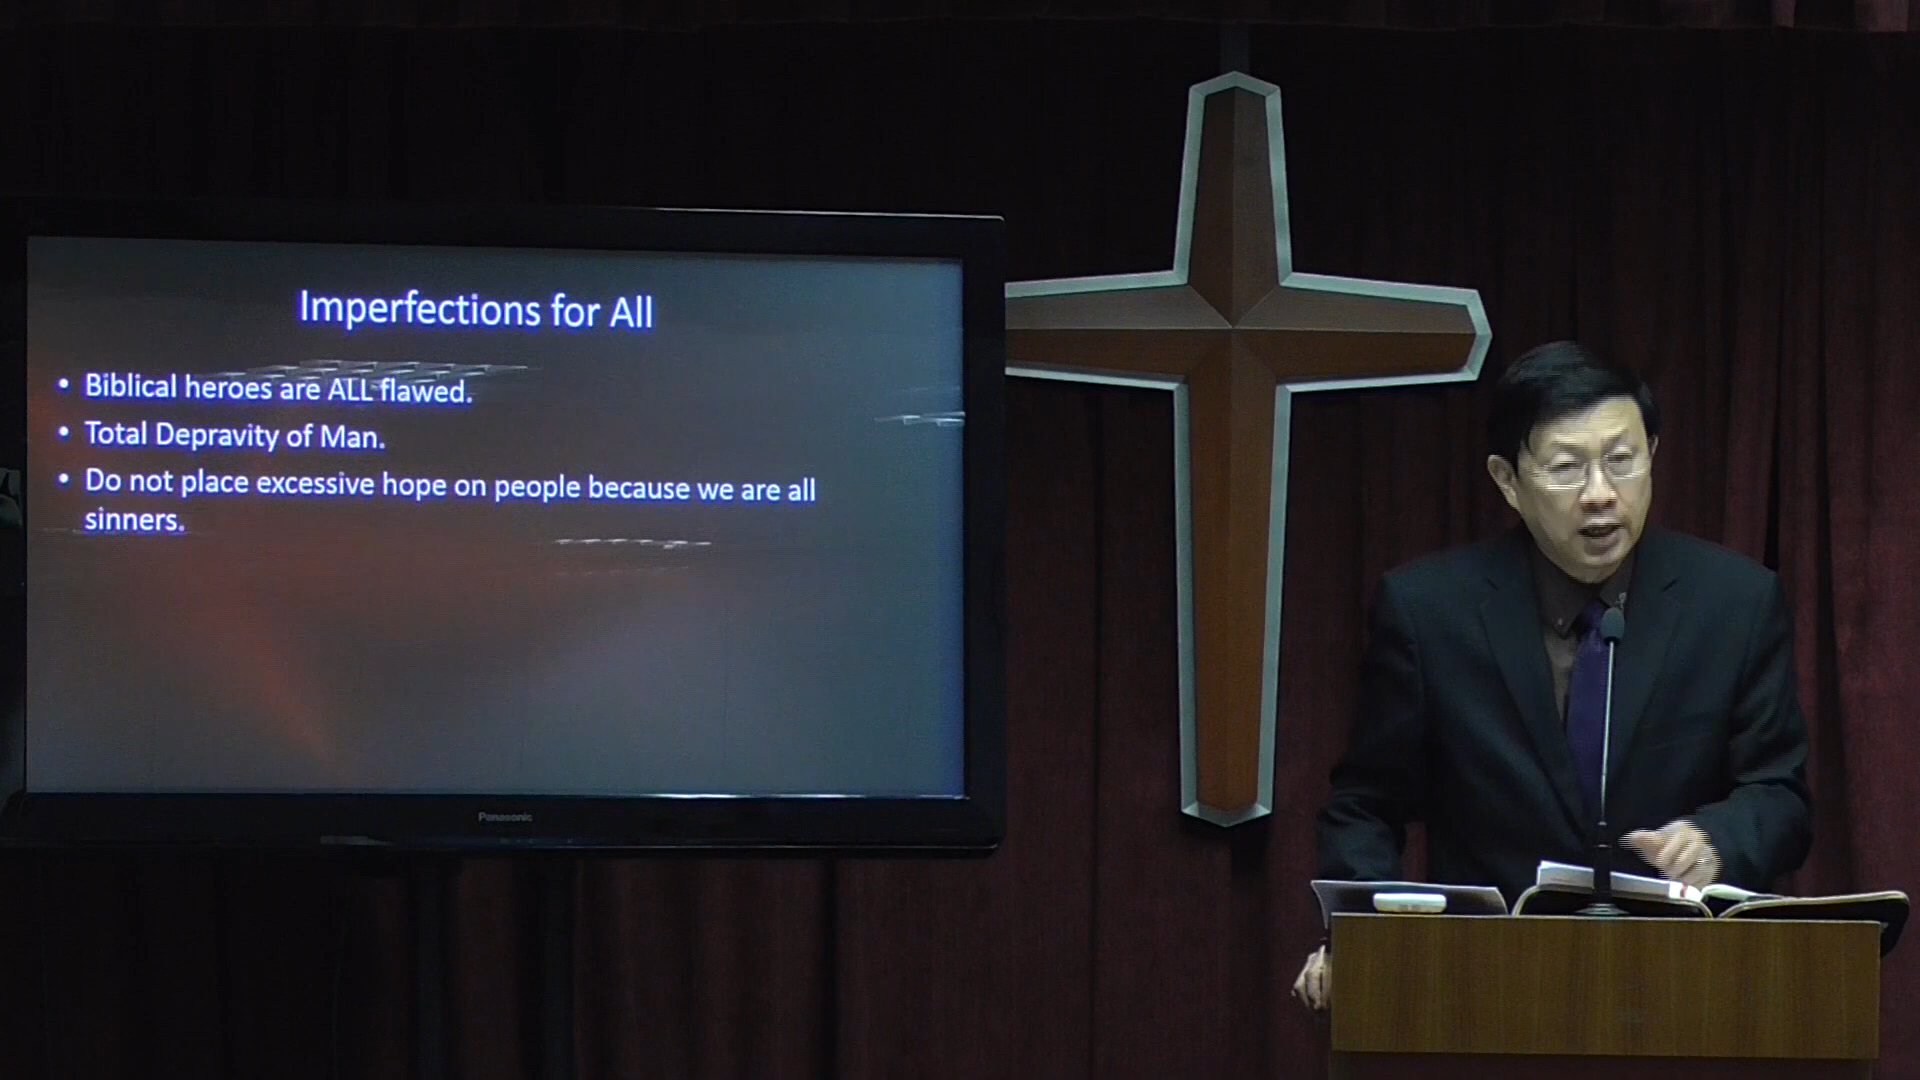 Imperfections for All
• Biblical heroes are ALL flawed.
• Total Depravity of Man.
• Do not place excessive hope on people because we are all
sinners.
Panasonic